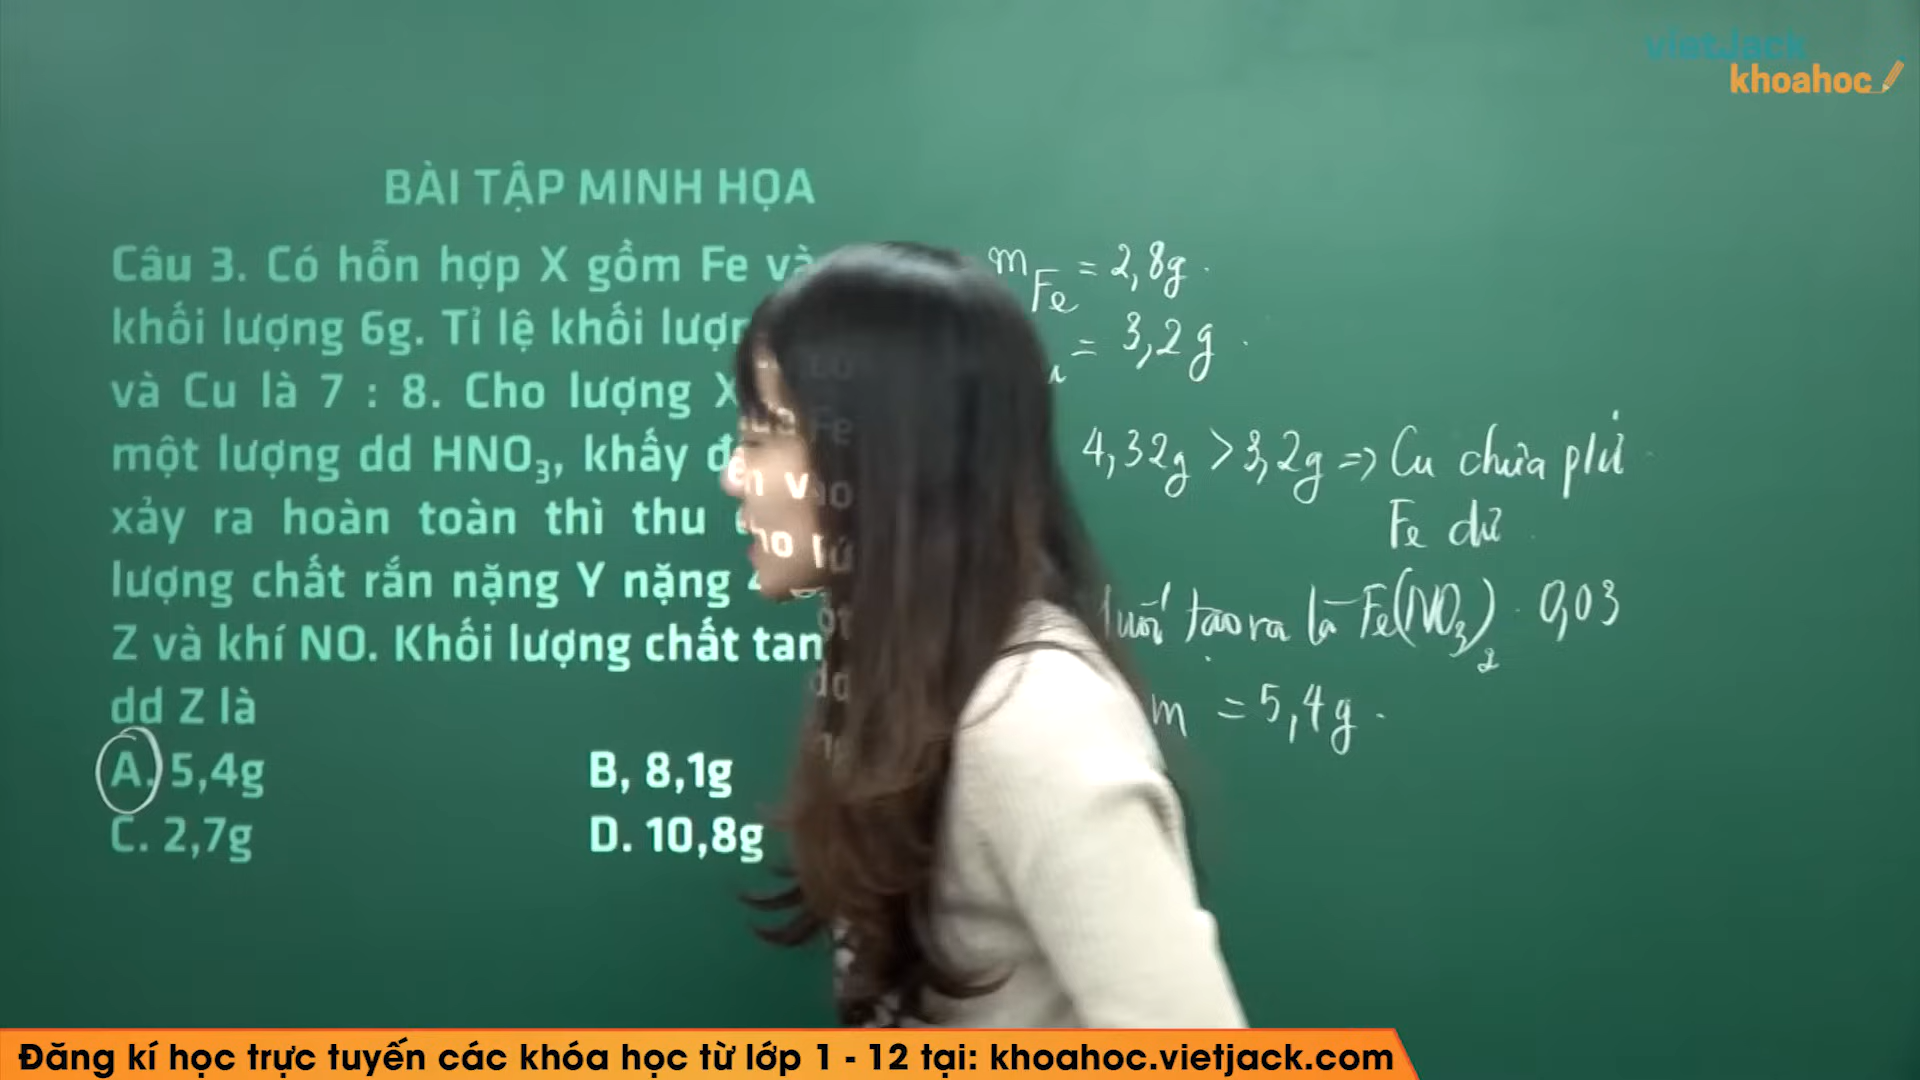 vietJack
khoahoc
BÀI TẬP MINH HỌA
Câu 3. Có hỗn hợp X gồm Fe và
khối lượng 6g. Tỉ lệ khối lượn
và Cu là 7 : 8. Cho lượng X
một lượng dd HNO₃, khấy đ
xảy ra hoàn toàn thì thu
lượng chất rắn nặng Y nặng 4
Z và khí NO. Khối lượng chất tan
dd Z là
A. 5,4g
B, 8,1g
C. 2,7g
D. 10,8g
m Fe = 2,8g.
= 3,2g.
4,32g > 3,2g => Cu chưa pứ
Fe dư
tạo ra là Fe(NO₃)₂ . 0,03
m = 5,4g.
Đăng kí học trực tuyến các khóa học từ lớp 1 - 12 tại: khoahoc.vietjack.com